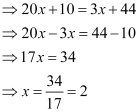 ⇒ 20x + 10 = 3x + 44
⇒ 20x − 3x = 44 − 10
⇒ 17x = 34
⇒ x = 34/17 = 2